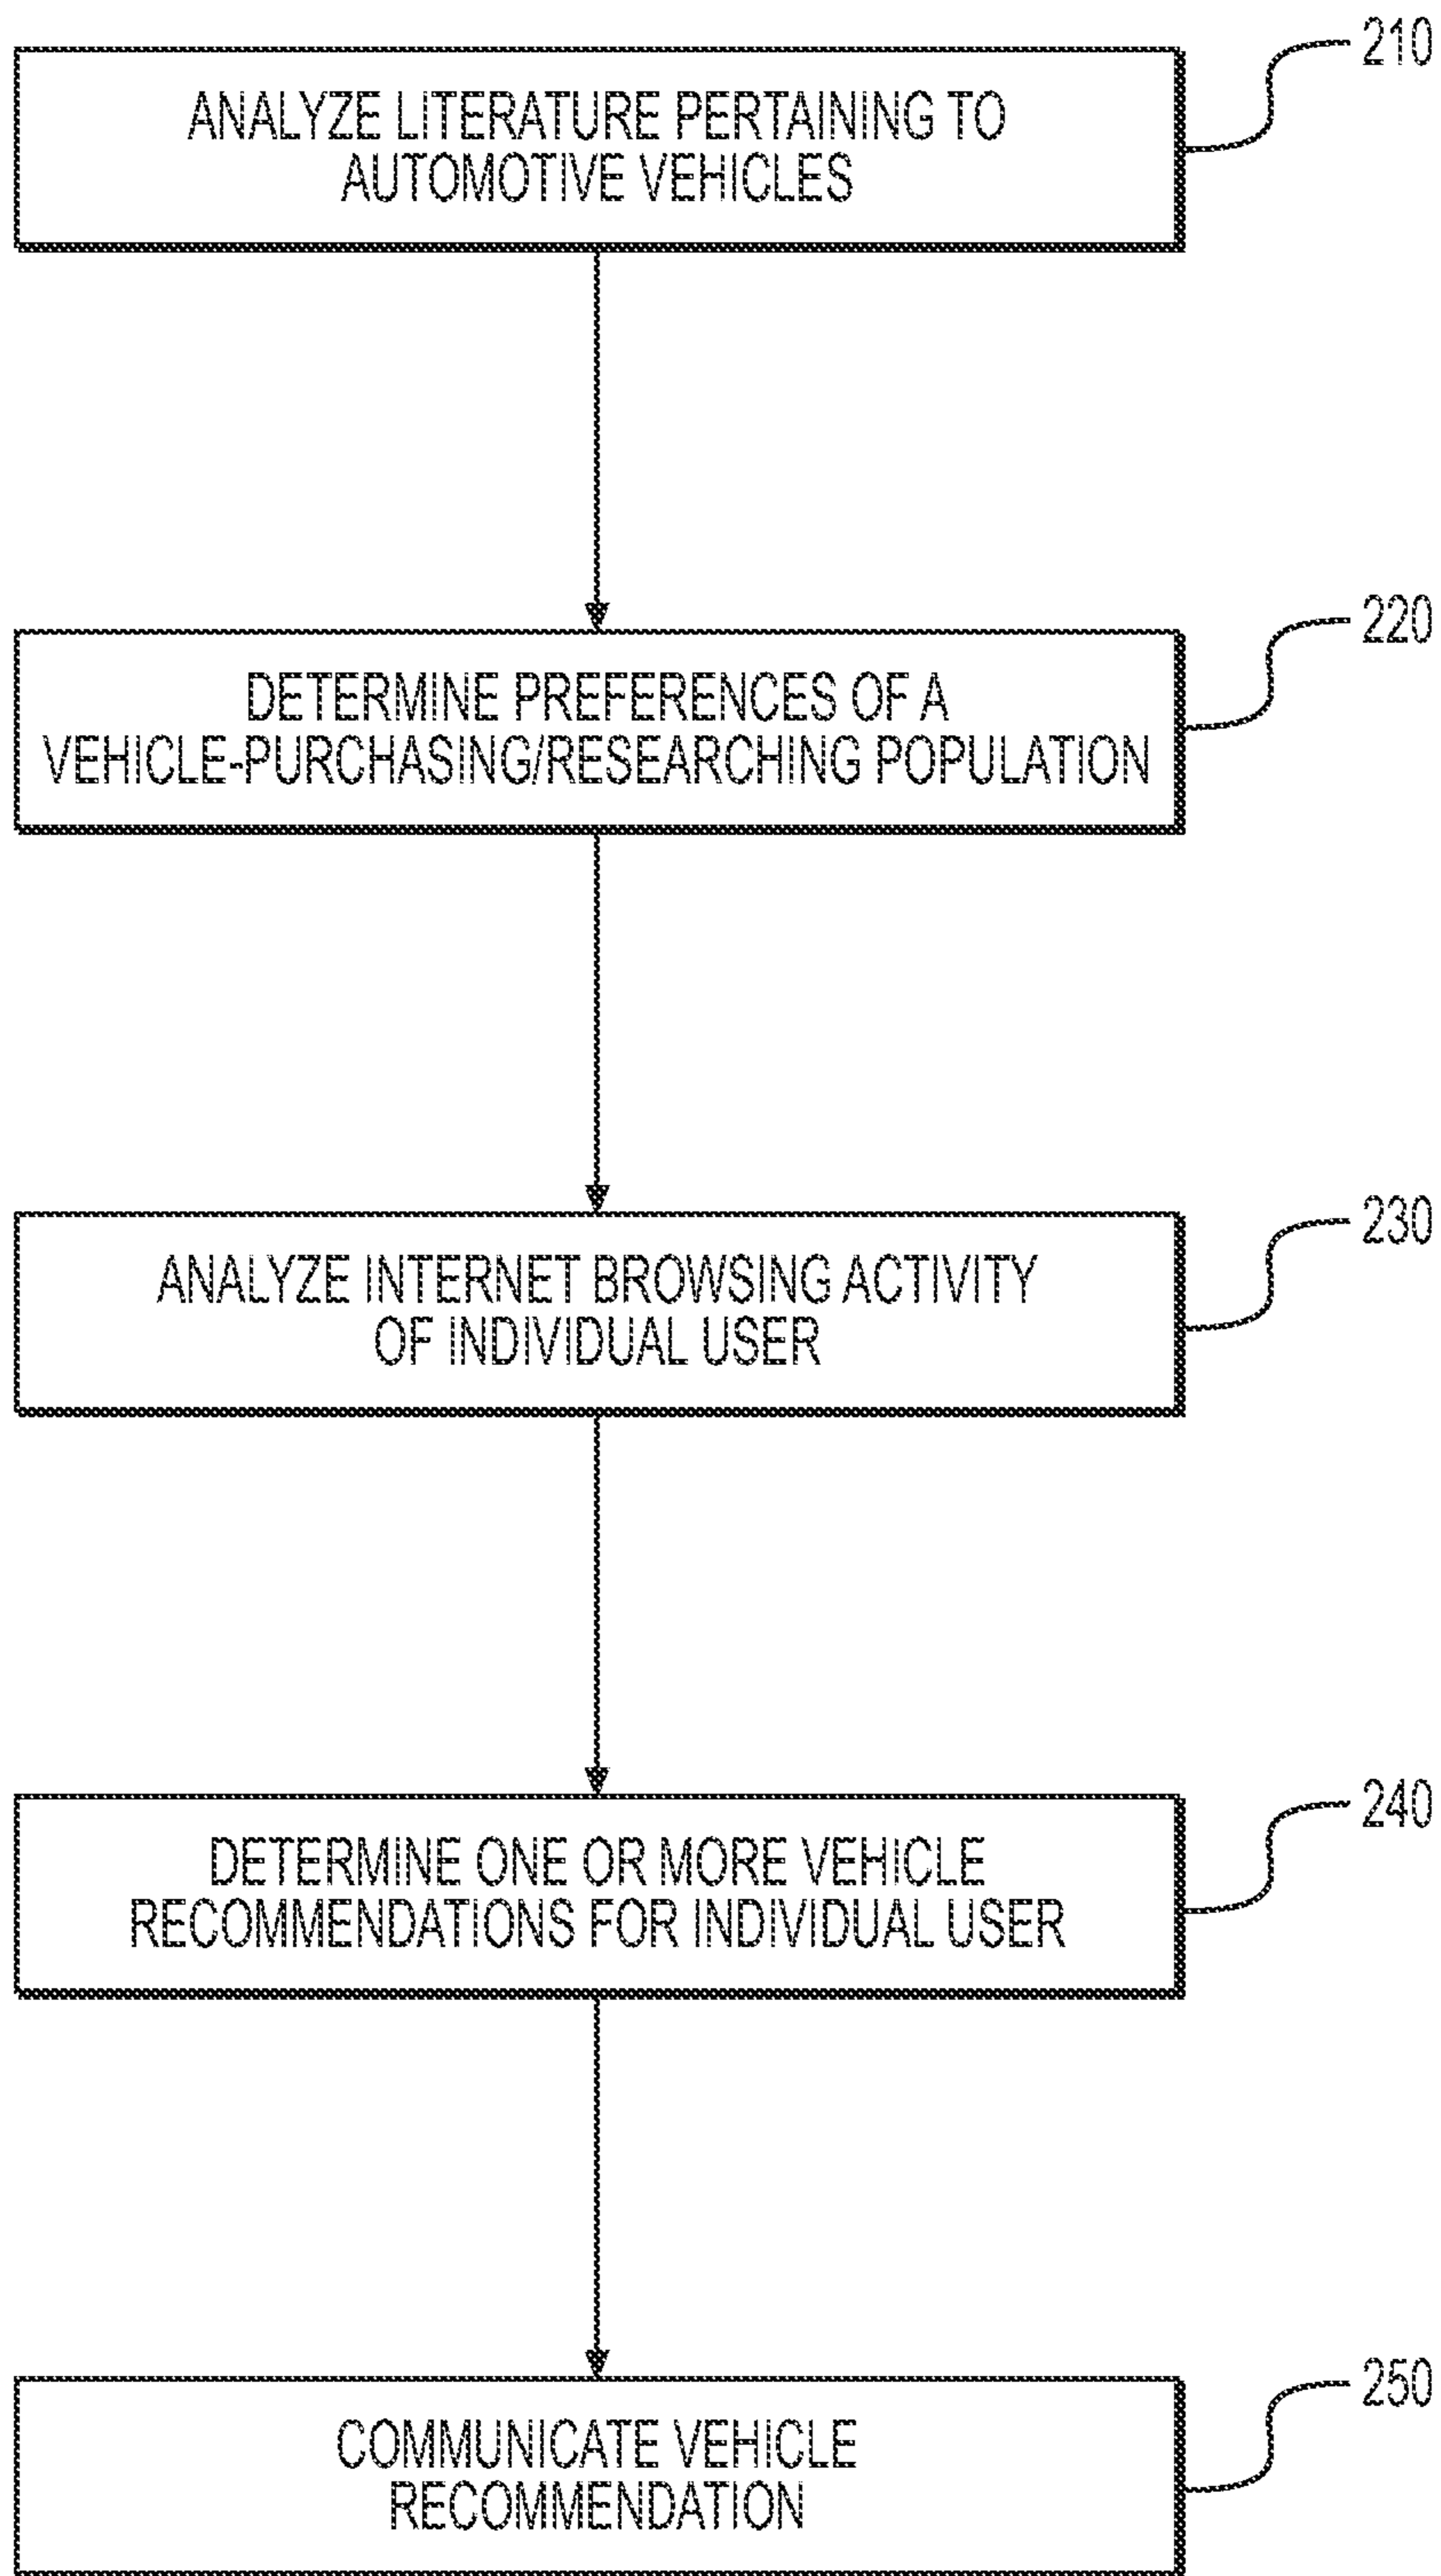 210
ANALYZE LITERATURE PERTAINING TO
AUTOMOTIVE VEHICLES
220
DETERMINE PREFERENCES OF A
VEHICLE-PURCHASING/RESEARCHING POPULATION
230
ANALYZE INTERNET BROWSING ACTIVITY
OF INDIVIDUAL USER
240
DETERMINE ONE OR MORE VEHICLE
RECOMMENDATIONS FOR INDIVIDUAL USER
250
COMMUNICATE VEHICLE
RECOMMENDATION